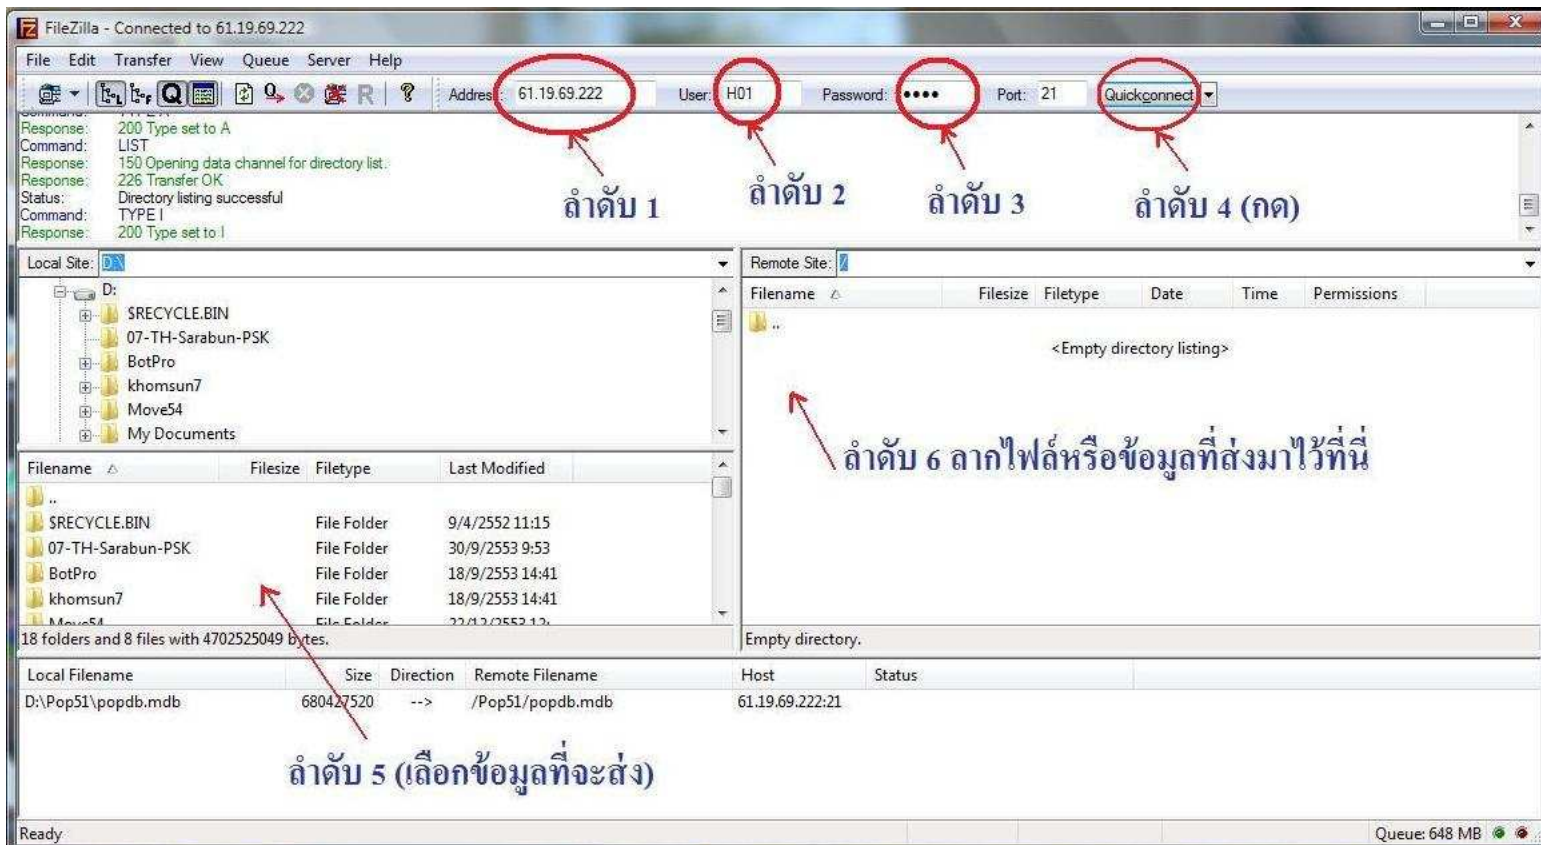 FileZilla - Connected to 61.19.69.222
File Edit Transfer View Queue Server Help
Address: 61.19.69.222 User: H01 Password: •••• Port: 21 Quickconnect
Command: TYPE A
Response: 200 Type set to A
Command: LIST
Response: 150 Opening data channel for directory list.
Response: 226 Transfer OK
Status: Directory listing successful
Command: TYPE I
Response: 200 Type set to I
ลำดับ 1
ลำดับ 2
ลำดับ 3
ลำดับ 4 (กด)
Local Site: D:\
D:
$RECYCLE.BIN
07-TH-Sarabun-PSK
BotPro
khomsun7
Move54
My Documents
Remote Site: /
Filename Filesize Filetype Date Time Permissions
..
<Empty directory listing>
ลำดับ 6 ลากไฟล์หรือข้อมูลที่ส่งมาไว้ที่นี่
Empty directory.
Filename Filesize Filetype Last Modified
..
$RECYCLE.BIN File Folder 9/4/2552 11:15
07-TH-Sarabun-PSK File Folder 30/9/2553 9:53
BotPro File Folder 18/9/2553 14:41
khomsun7 File Folder 18/9/2553 14:41
Move54 File Folder 22/12/2553
18 folders and 8 files with 4702525049 bytes.
Local Filename Size Direction Remote Filename Host Status
D:\Pop51\popdb.mdb 680427520 --> /Pop51/popdb.mdb 61.19.69.222:21
ลำดับ 5 (เลือกข้อมูลที่จะส่ง)
Ready
Queue: 648 MB